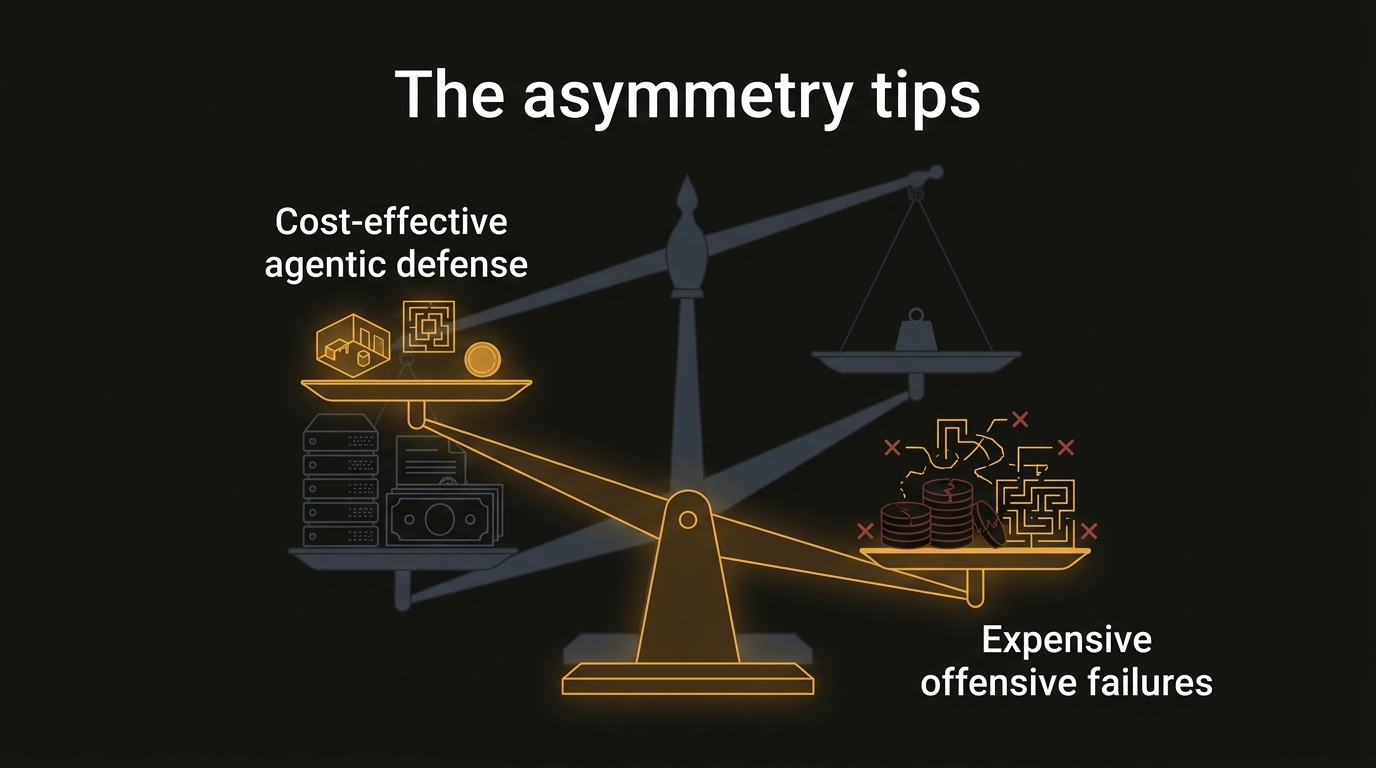 The asymmetry tips
Cost-effective
agentic defense
Expensive
offensive failures